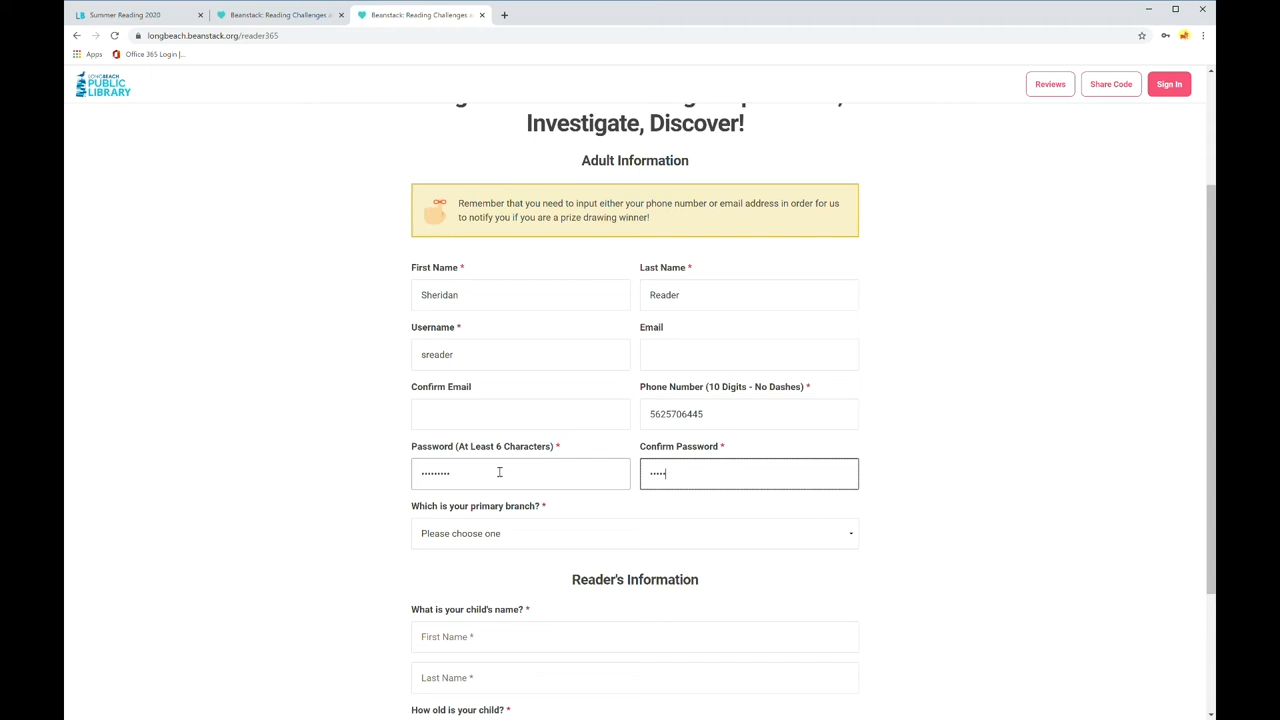 Summer Reading 2020
Beanstack: Reading Challenges a
Beanstack: Reading Challenges a
longbeach.beanstack.org/reader365
Apps
Office 365 Login |...
LONG BEACH
PUBLIC
LIBRARY
Reviews
Share Code
Sign In
Investigate, Discover!
Adult Information
Remember that you need to input either your phone number or email address in order for us
to notify you if you are a prize drawing winner!
First Name *
Last Name *
Sheridan
Reader
Username *
Email
sreader
Confirm Email
Phone Number (10 Digits - No Dashes) *
5625706445
Password (At Least 6 Characters) *
Confirm Password *
•••••••••
•••••
Which is your primary branch? *
Please choose one
Reader's Information
What is your child's name? *
First Name *
Last Name *
How old is your child? *